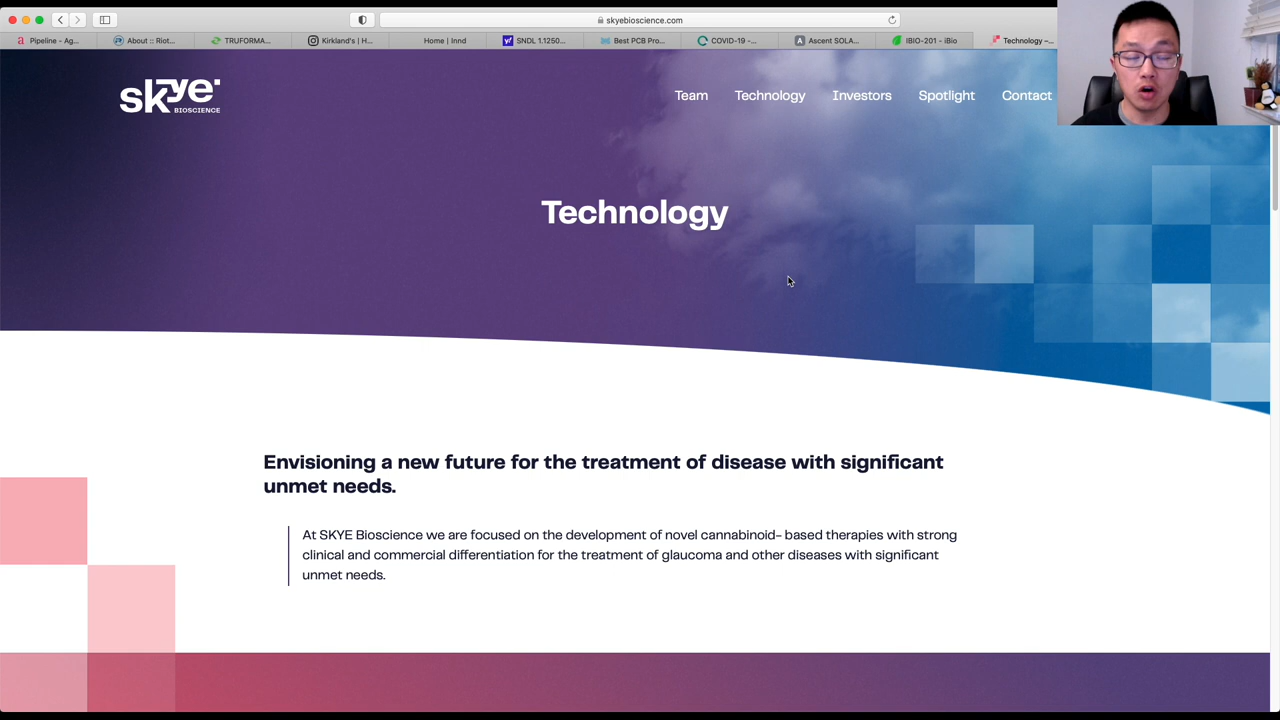 skyebioscience.com
Pipeline - Ag...
About :: Riot...
TRUFORMA...
Kirkland's | H...
Home | Innd
SNDL 1.1250...
Best PCB Pro...
COVID-19 -...
Ascent SOLA...
IBIO-201 - iBio
Technology –...
skye
BIOSCIENCE
Team
Technology
Investors
Spotlight
Contact
Technology
Envisioning a new future for the treatment of disease with significant
unmet needs.
At SKYE Bioscience we are focused on the development of novel cannabinoid- based therapies with strong
clinical and commercial differentiation for the treatment of glaucoma and other diseases with significant
unmet needs.